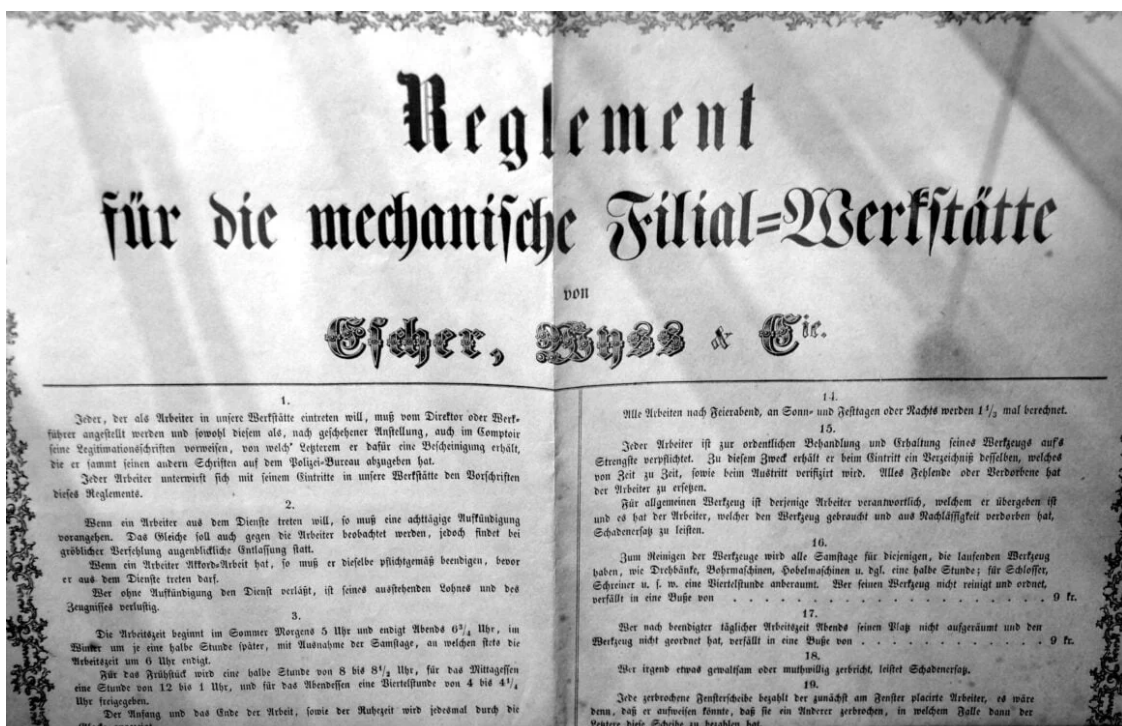 Reglement
für die mechanische Filial=Werkstätte
von
Escher, Wyss & Cie.
1.
Jeder, der als Arbeiter in unsere Werkstätte eintreten will, muß vom Direktor oder Werk-
führer angestellt werden und sowohl diesem als, nach geschehener Anstellung, auch im Comptoir
seine Legitimationsschriften vorweisen, von welch' Letzterem er dafür eine Bescheinigung erhält,
die er sammt seinen andern Schriften auf dem Polizei-Bureau abzugeben hat.
Jeder Arbeiter unterwirft sich mit seinem Eintritte in unsere Werkstätte den Vorschriften
dieses Reglements.
2.
Wenn ein Arbeiter aus dem Dienste treten will, so muß eine achttägige Aufkündigung
vorangehen. Das Gleiche soll auch gegen die Arbeiter beobachtet werden, jedoch findet bei
gröblicher Verfehlung augenblickliche Entlassung statt.
Wenn ein Arbeiter Akkord-Arbeit hat, so muß er dieselbe pflichtgemäß beendigen, bevor
er aus dem Dienste treten darf.
Wer ohne Aufkündigung den Dienst verläßt, ist seines ausstehenden Lohnes und des
Zeugnisses verlustig.
3.
Die Arbeitszeit beginnt im Sommer Morgens 5 Uhr und endigt Abends 6¾ Uhr, im
Winter um je eine halbe Stunde später, mit Ausnahme der Samstage, an welchen stets die
Arbeitszeit um 6 Uhr endigt.
Für das Frühstück wird eine halbe Stunde von 8 bis 8½ Uhr, für das Mittagessen
eine Stunde von 12 bis 1 Uhr, und für das Abendessen eine Viertelstunde von 4 bis 4¼
Uhr freigegeben.
Der Anfang und das Ende der Arbeit, sowie der Ruhezeit wird jedesmal durch die
14.
Alle Arbeiten nach Feierabend, an Sonn- und Festtagen oder Nachts werden 1½ mal berechnet.
15.
Jeder Arbeiter ist zur ordentlichen Behandlung und Erhaltung seines Werkzeugs auf's
Strengste verpflichtet. Zu diesem Zweck erhält er beim Eintritt ein Verzeichniß desselben, welches
von Zeit zu Zeit, sowie beim Austritt verifizirt wird. Alles Fehlende oder Verdorbene hat
der Arbeiter zu ersetzen.
Für allgemeinen Werkzeug ist derjenige Arbeiter verantwortlich, welchem er übergeben ist
und es hat der Arbeiter, welcher den Werkzeug gebraucht und aus Nachlässigkeit verdorben hat,
Schadenersatz zu leisten.
16.
Zum Reinigen der Werkzeuge wird alle Samstage für diejenigen, die laufenden Werkzeug
haben, wie Drehbänke, Bohrmaschinen, Hobelmaschinen u. dgl. eine halbe Stunde; für Schlosser,
Schreiner u. s. w. eine Viertelstunde anberaumt. Wer seinen Werkzeug nicht reinigt und ordnet,
verfällt in eine Buße von . . . . . . . . . . . . . . . . 9 kr.
17.
Wer nach beendigter täglicher Arbeitszeit Abends seinen Platz nicht aufgeräumt und den
Werkzeug nicht geordnet hat, verfällt in eine Buße von . . . . . . . . . 9 kr.
18.
Wer irgend etwas gewaltsam oder muthwillig zerbricht, leistet Schadenersatz.
19.
Jede zerbrochene Fensterscheibe bezahlt der zunächst am Fenster placirte Arbeiter, es wäre
denn, daß er aufweisen könnte, daß sie ein Anderer zerbrochen, in welchem Falle dann der
Letztere diese Scheibe zu bezahlen hat.